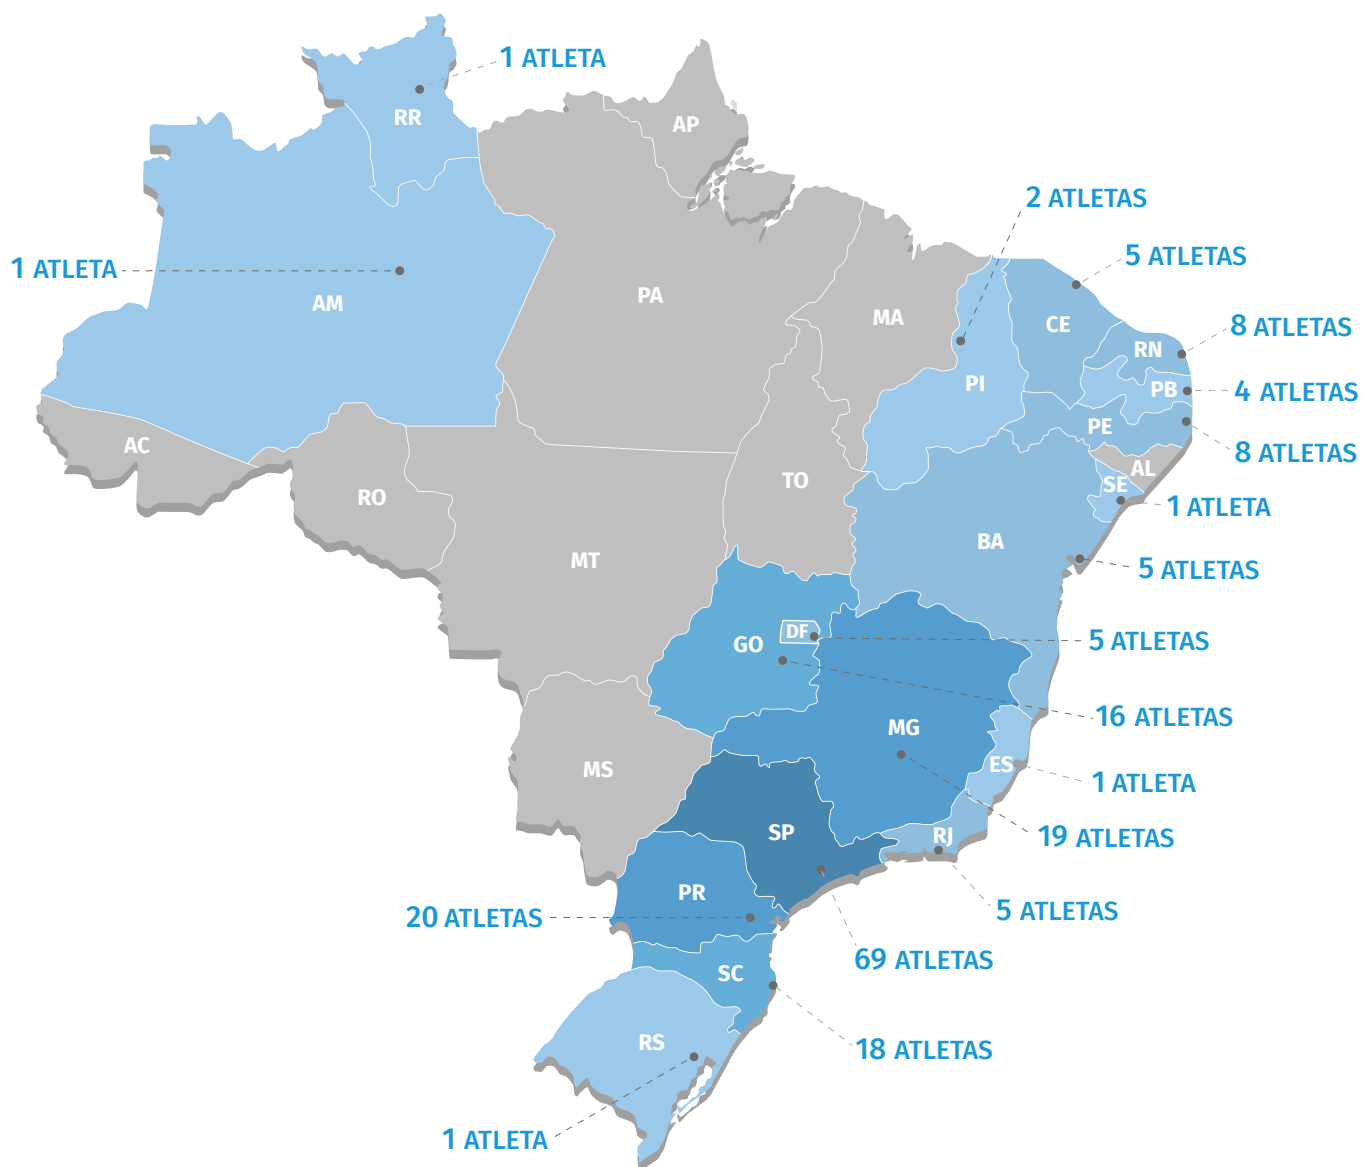 1 ATLETA
RR
AP
2 ATLETAS
5 ATLETAS
1 ATLETA
AM
PA
MA
CE
8 ATLETAS
RN
PI
PB
4 ATLETAS
PE
8 ATLETAS
AC
AL
TO
SE
RO
1 ATLETA
BA
MT
5 ATLETAS
DF
GO
5 ATLETAS
16 ATLETAS
MG
MS
ES
1 ATLETA
SP
RJ
19 ATLETAS
PR
20 ATLETAS
5 ATLETAS
69 ATLETAS
SC
RS
18 ATLETAS
1 ATLETA